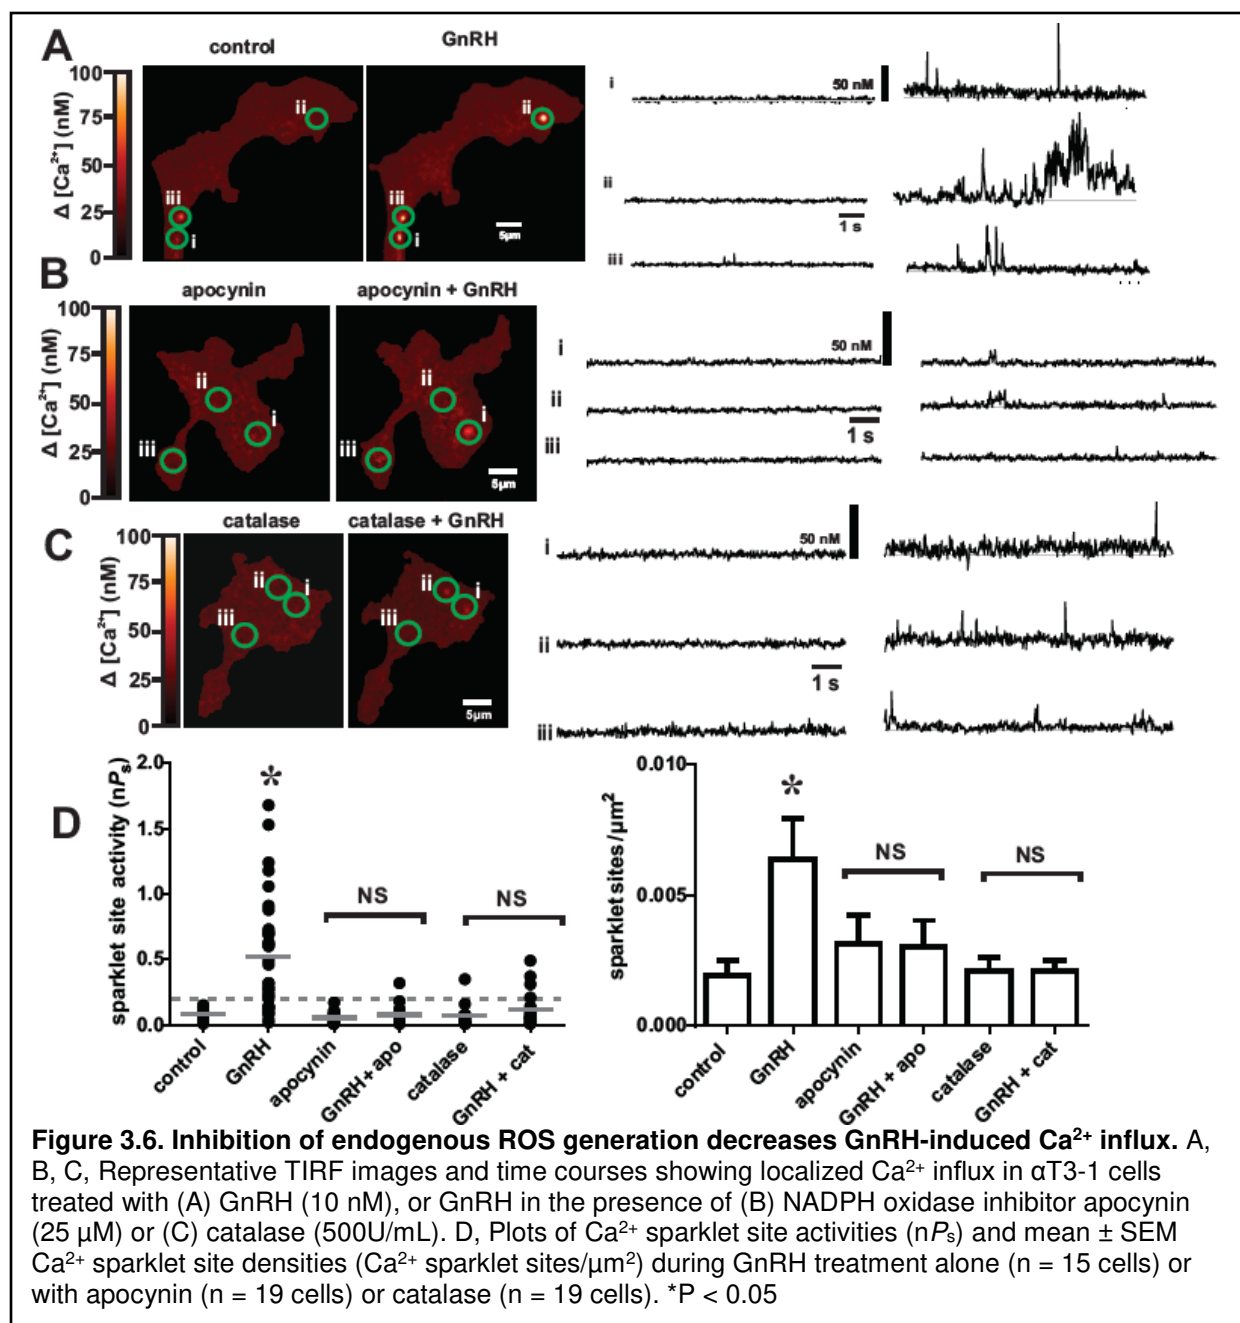 A
control
GnRH
Δ [Ca²⁺] (nM)
100
75
50
25
0
ii
iii
i
ii
iii
i
5µm
i
50 nM
ii
1 s
iii
B
apocynin
apocynin + GnRH
Δ [Ca²⁺] (nM)
100
75
50
25
0
ii
i
iii
ii
i
iii
5µm
i
50 nM
ii
1 s
iii
C
catalase
catalase + GnRH
Δ [Ca²⁺] (nM)
100
75
50
25
0
ii
i
iii
ii
i
iii
5µm
i
50 nM
ii
1 s
iii
D
sparklet site activity (nPs)
2.0
1.5
1.0
0.5
0.0
*
NS
NS
control
GnRH
apocynin
GnRH + apo
catalase
GnRH + cat
sparklet sites/µm²
0.010
0.005
0.000
*
NS
NS
control
GnRH
apocynin
GnRH + apo
catalase
GnRH + cat
Figure 3.6. Inhibition of endogenous ROS generation decreases GnRH-induced Ca²⁺ influx. A,
B, C, Representative TIRF images and time courses showing localized Ca²⁺ influx in αT3-1 cells
treated with (A) GnRH (10 nM), or GnRH in the presence of (B) NADPH oxidase inhibitor apocynin
(25 µM) or (C) catalase (500U/mL). D, Plots of Ca²⁺ sparklet site activities (nPs) and mean ± SEM
Ca²⁺ sparklet site densities (Ca²⁺ sparklet sites/µm²) during GnRH treatment alone (n = 15 cells) or
with apocynin (n = 19 cells) or catalase (n = 19 cells). *P < 0.05